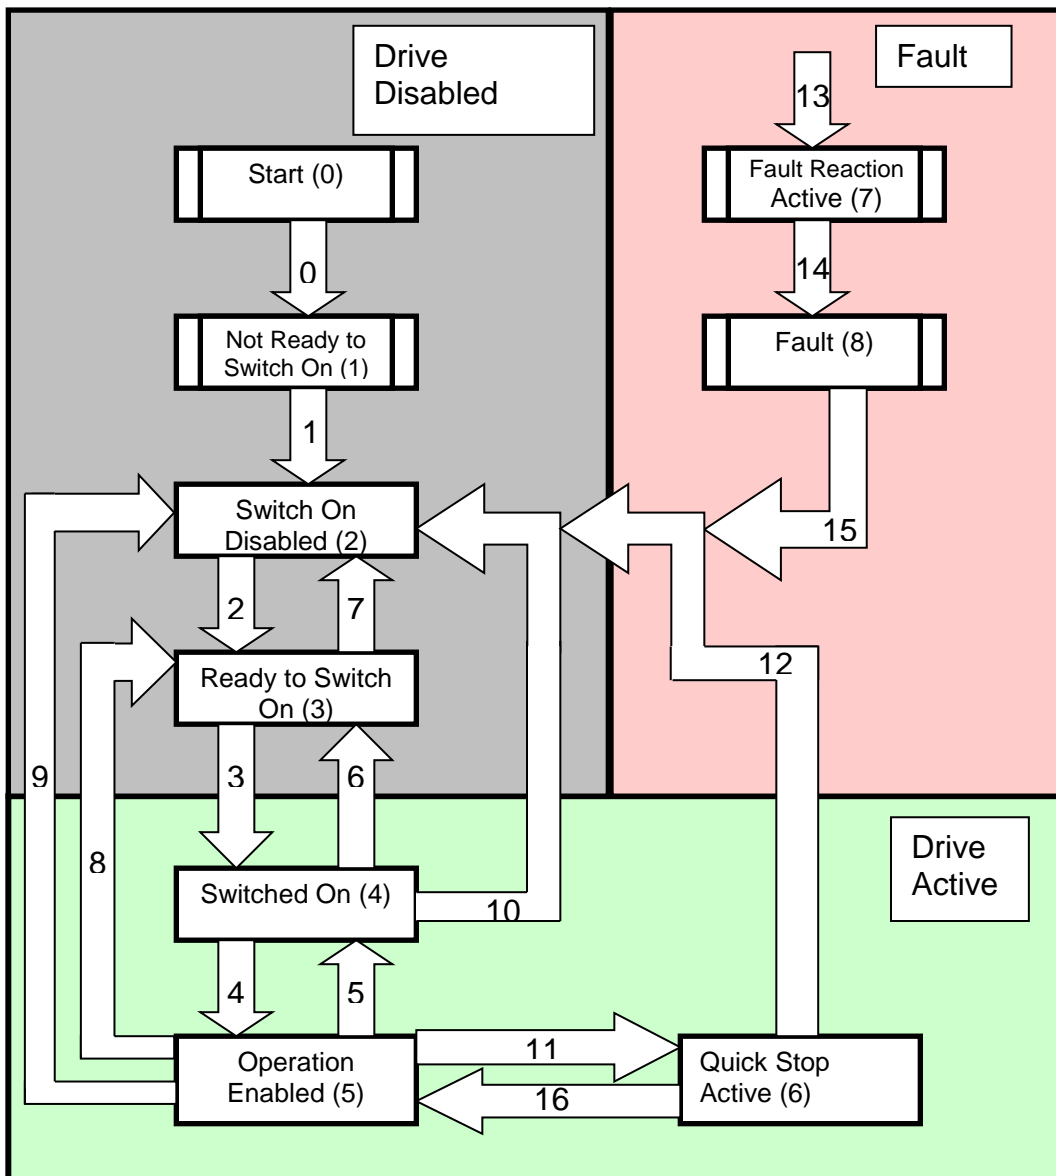 Drive
Disabled
Fault
13
Start (0)
Fault Reaction
Active (7)
0
14
Not Ready to
Switch On (1)
Fault (8)
1
Switch On
Disabled (2)
15
2
7
12
Ready to Switch
On (3)
9
3
6
8
Drive
Active
Switched On (4)
10
4
5
11
Operation
Enabled (5)
Quick Stop
Active (6)
16